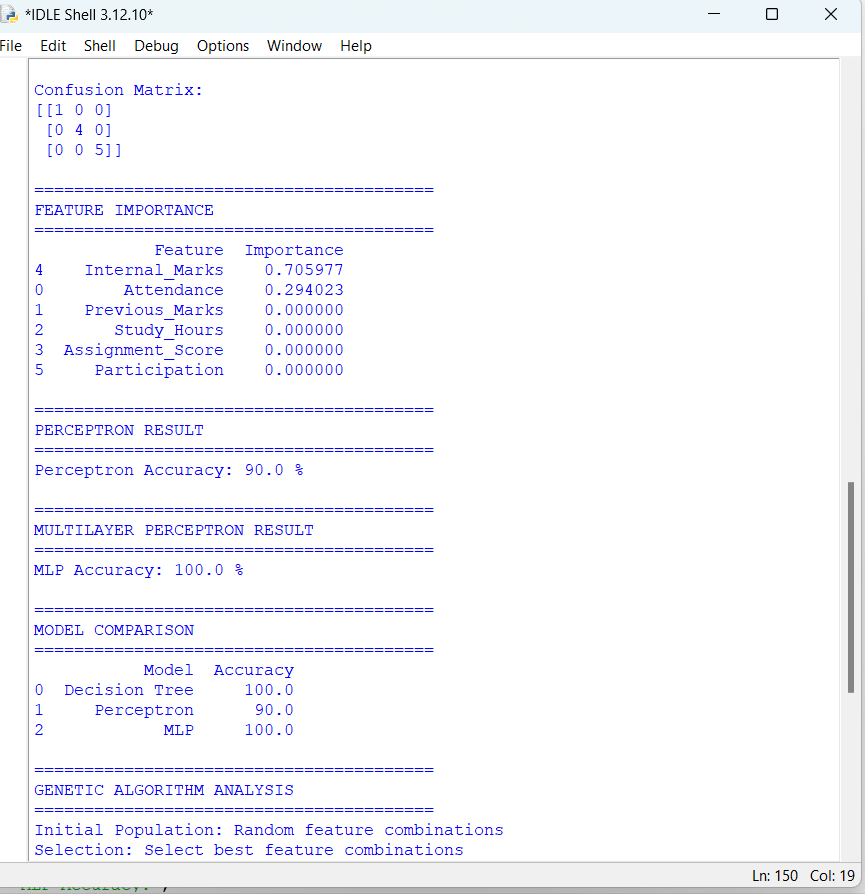 *IDLE Shell 3.12.10*
File Edit Shell Debug Options Window Help
Confusion Matrix:
[[1 0 0]
 [0 4 0]
 [0 0 5]]
========================================
FEATURE IMPORTANCE
========================================
            Feature  Importance
4    Internal_Marks    0.705977
0        Attendance    0.294023
1    Previous_Marks    0.000000
2       Study_Hours    0.000000
3  Assignment_Score    0.000000
5     Participation    0.000000
========================================
PERCEPTRON RESULT
========================================
Perceptron Accuracy: 90.0 %
========================================
MULTILAYER PERCEPTRON RESULT
========================================
MLP Accuracy: 100.0 %
========================================
MODEL COMPARISON
========================================
           Model  Accuracy
0  Decision Tree     100.0
1     Perceptron      90.0
2            MLP     100.0
========================================
GENETIC ALGORITHM ANALYSIS
========================================
Initial Population: Random feature combinations
Selection: Select best feature combinations
Ln: 150 Col: 19